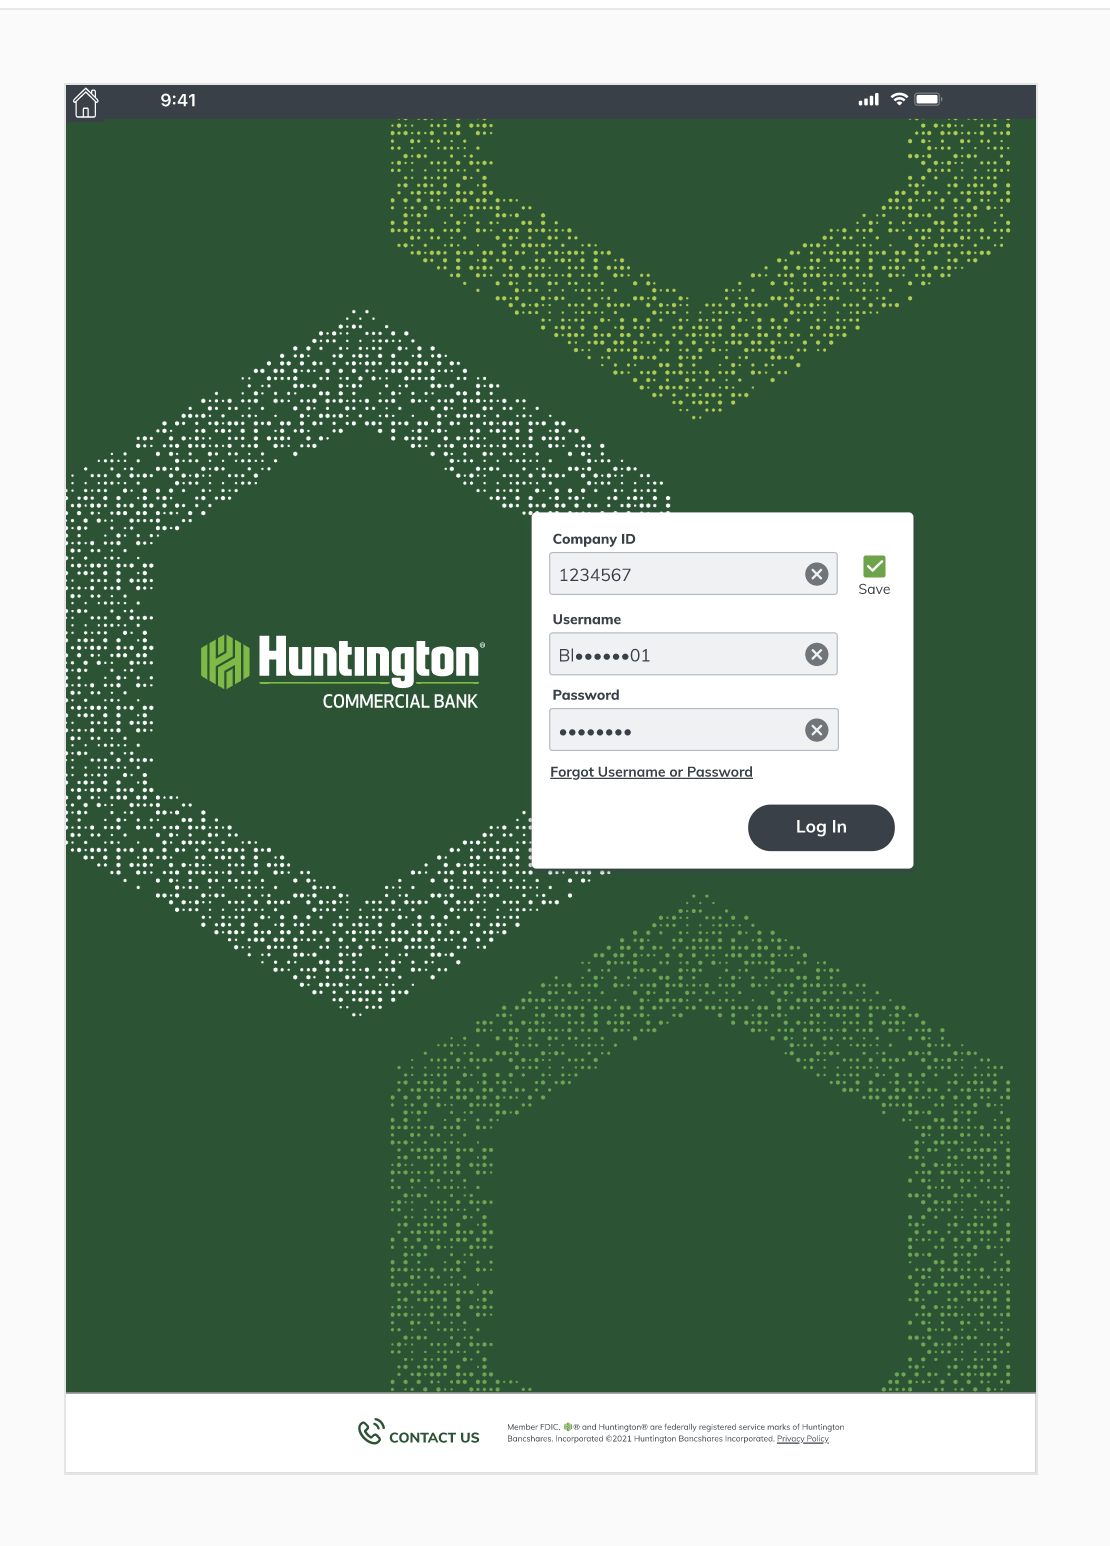 9:41
Company ID
1234567
Save
Username
Bl••••••01
Password
••••••••
Forgot Username or Password
Log In
Huntington®
COMMERCIAL BANK
CONTACT US
Member FDIC. ® and Huntington® are federally registered service marks of Huntington
Bancshares. Incorporated ©2021 Huntington Bancshares Incorporated. Privacy Policy